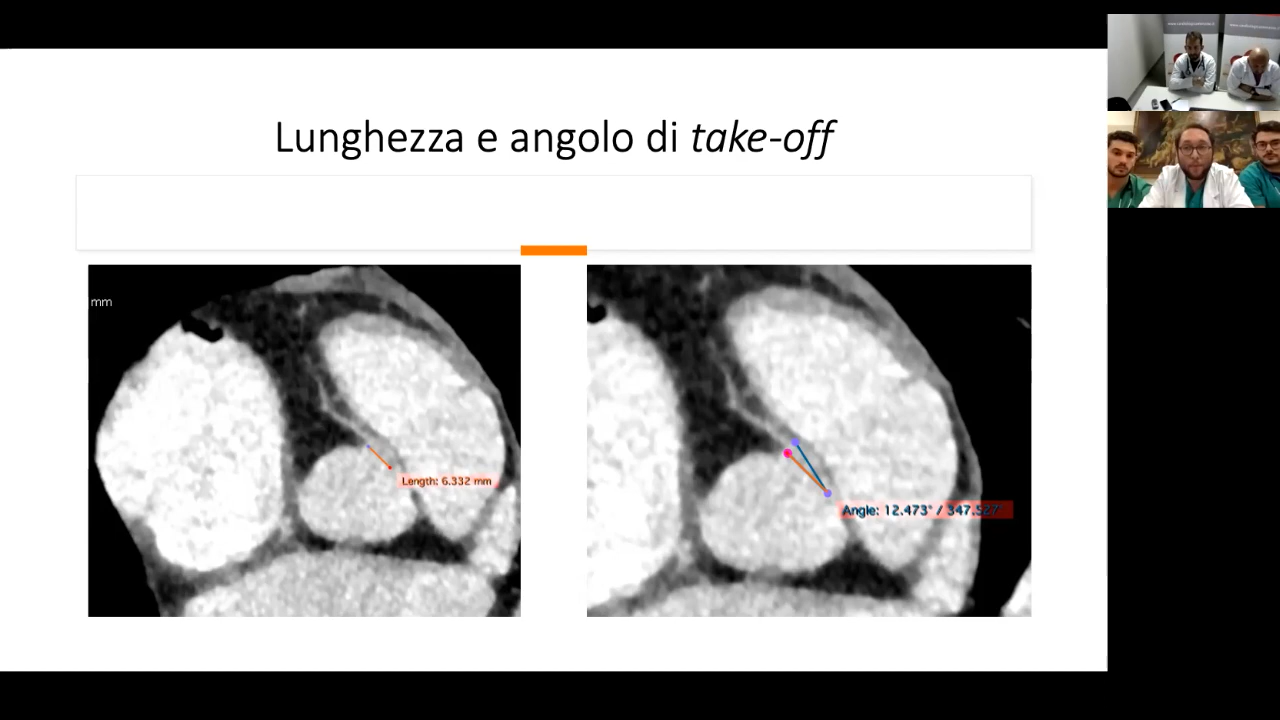 Lunghezza e angolo di take-off
mm
Length: 6.332 mm
Angle: 12.473° / 347.527°